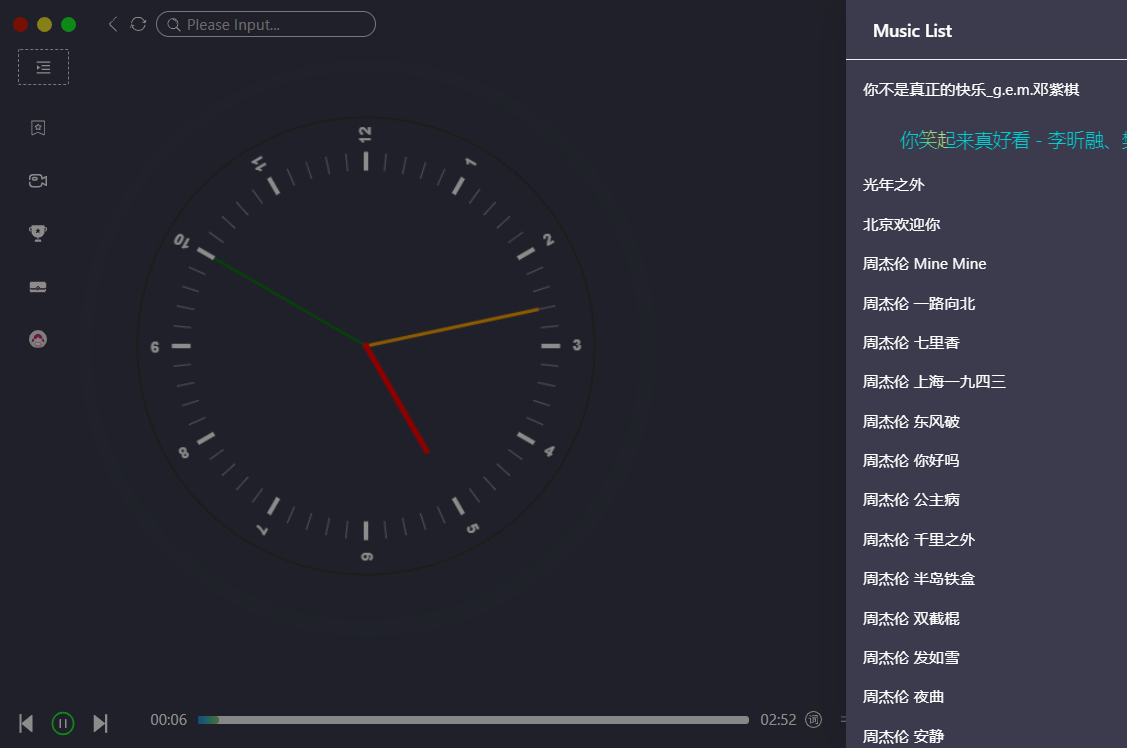 Please Input...
12
1
2
3
4
5
6
7
8
9
10
11
00:06
02:52
词
Music List
你不是真正的快乐_g.e.m.邓紫棋
你笑起来真好看 - 李昕融、
光年之外
北京欢迎你
周杰伦 Mine Mine
周杰伦 一路向北
周杰伦 七里香
周杰伦 上海一九四三
周杰伦 东风破
周杰伦 你好吗
周杰伦 公主病
周杰伦 千里之外
周杰伦 半岛铁盒
周杰伦 双截棍
周杰伦 发如雪
周杰伦 夜曲
周杰伦 安静